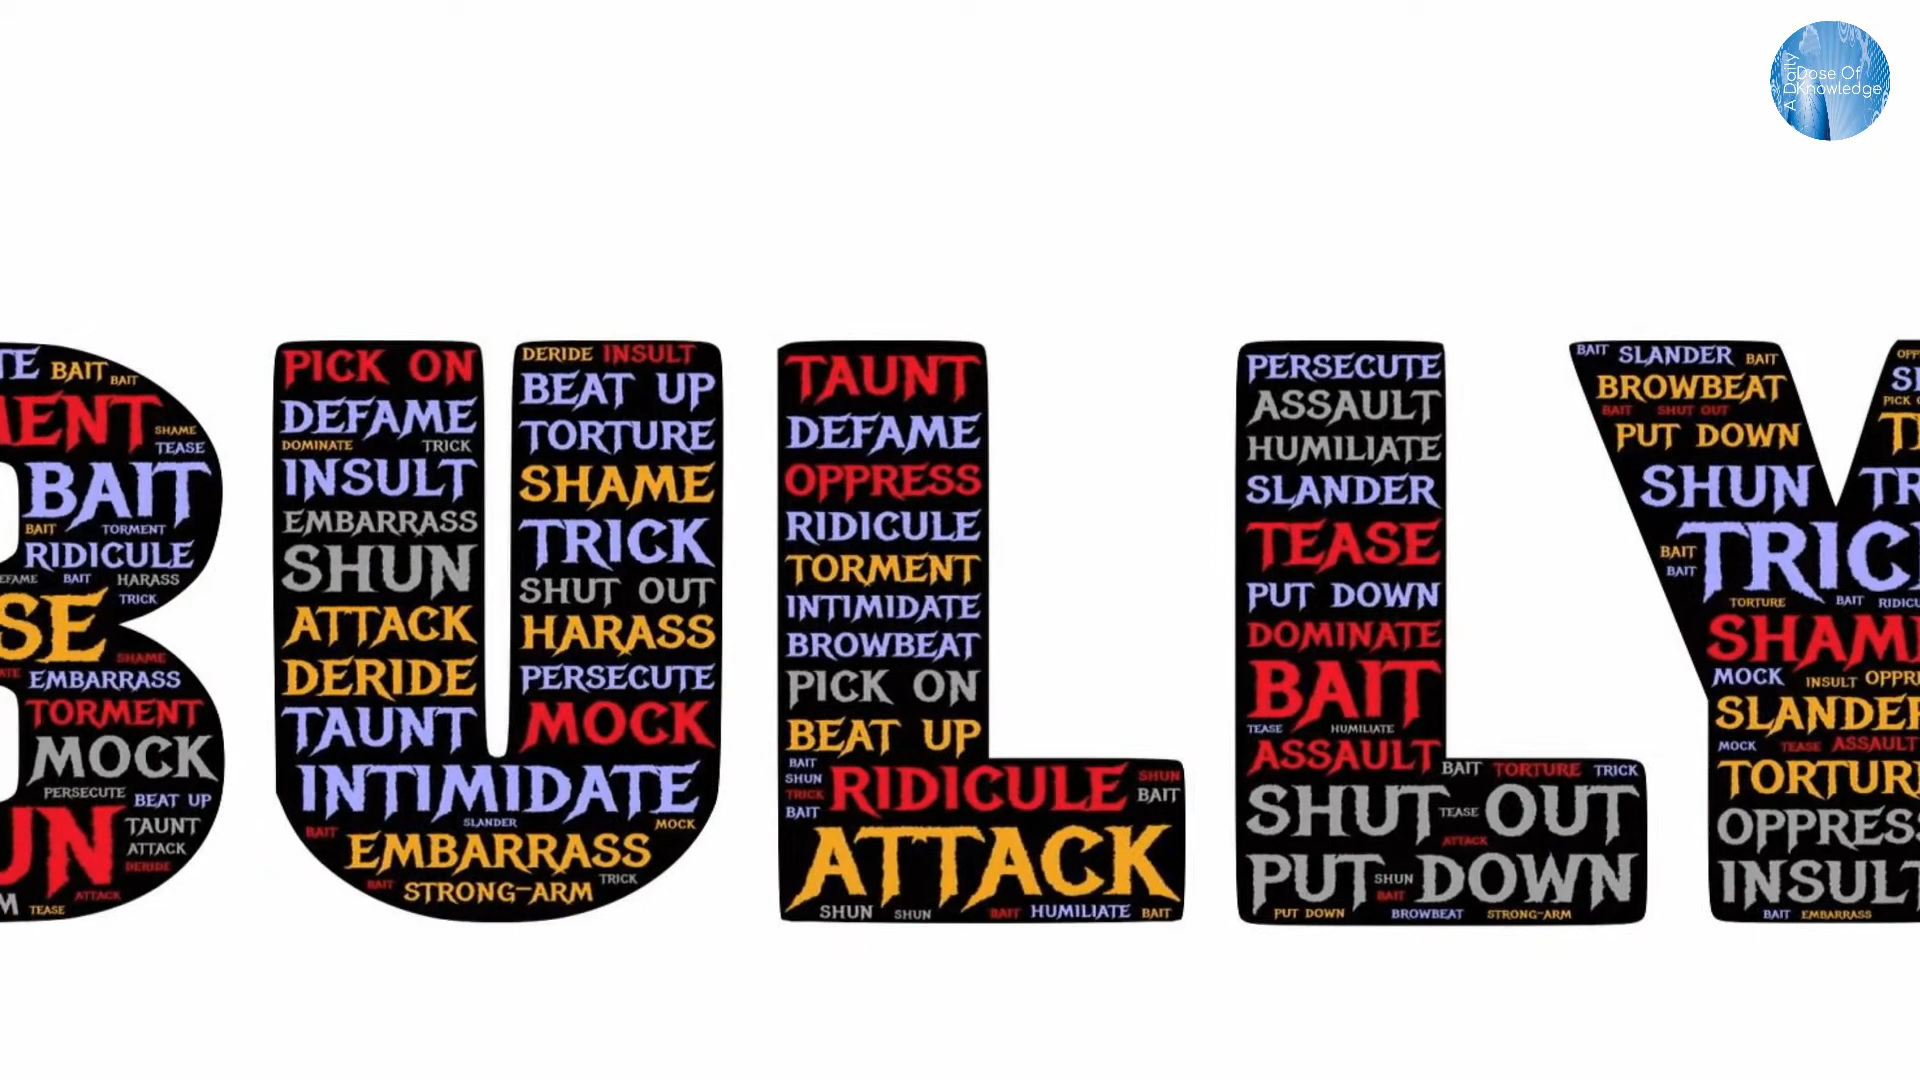 A Daily
Dose Of
Knowledge
BAIT
BAIT
SHAME
TEASE
BAIT
BAIT
TORMENT
RIDICULE
BAIT
HARASS
TRICK
SHAME
EMBARRASS
TORMENT
MOCK
PERSECUTE
BEAT UP
TAUNT
ATTACK
DERIDE
ATTACK
TEASE
PICK ON
DEFAME
DOMINATE TRICK
INSULT
EMBARRASS
SHUN
ATTACK
DERIDE
TAUNT
DERIDE INSULT
BEAT UP
TORTURE
SHAME
TRICK
SHUT OUT
HARASS
PERSECUTE
MOCK
INTIMIDATE
SLANDER
MOCK
BAIT
EMBARRASS
BAIT
STRONG-ARM
TRICK
TAUNT
DEFAME
OPPRESS
RIDICULE
TORMENT
INTIMIDATE
BROWBEAT
PICK ON
BEAT UP
BAIT
SHUN
TRICK
BAIT
RIDICULE
SHUN
BAIT
ATTACK
SHUN
SHUN
BAIT
HUMILIATE
BAIT
PERSECUTE
ASSAULT
HUMILIATE
SLANDER
TEASE
PUT DOWN
DOMINATE
BAIT
TEASE
HUMILIATE
ASSAULT
BAIT
TORTURE
TRICK
SHUT
TEASE
OUT
ATTACK
PUT
SHUN
BAIT
DOWN
PUT DOWN
BROWBEAT
STRONG-ARM
BAIT
SLANDER
BAIT
BROWBEAT
BAIT
SHUT OUT
PUT DOWN
SHUN
TRIC
BAIT
BAIT
TORTURE
BAIT
SHAM
MOCK
INSULT
SLANDER
MOCK
TEASE
ASSAULT
TORTUR
OPPRES
INSULT
BAIT
EMBARRASS